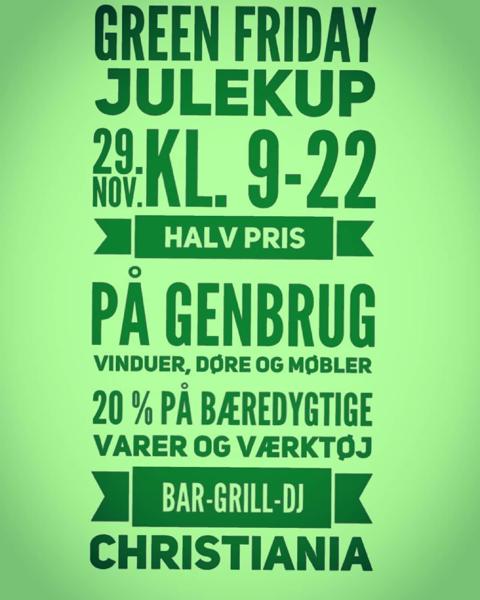 GREEN FRIDAY
JULEKUP
29. NOV. KL. 9-22
HALV PRIS
PÅ GENBRUG
VINDUER, DØRE OG MØBLER
20 % PÅ BÆREDYGTIGE
VARER OG VÆRKTØJ
BAR-GRILL-DJ
CHRISTIANIA